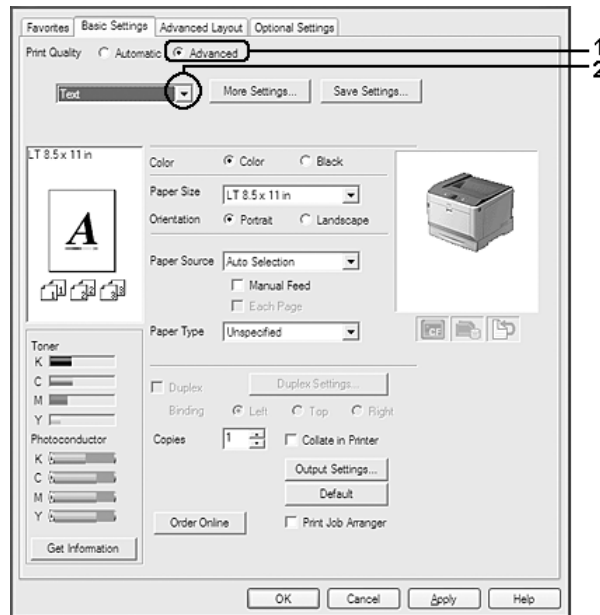 Favorites Basic Settings Advanced Layout Optional Settings
Print Quality Automatic Advanced 1
2
Text More Settings... Save Settings...
LT 8.5 x 11 in
Color Color Black
Paper Size LT 8.5 x 11 in
Orientation Portrait Landscape
A
Paper Source Auto Selection
Manual Feed
Each Page
Paper Type Unspecified
CF
Toner
K
C
M
Y
Duplex Duplex Settings...
Binding Left Top Right
Photoconductor
Copies 1 Collate in Printer
K
C
M
Y
Output Settings...
Default
Order Online Print Job Arranger
Get Information
OK Cancel Apply Help